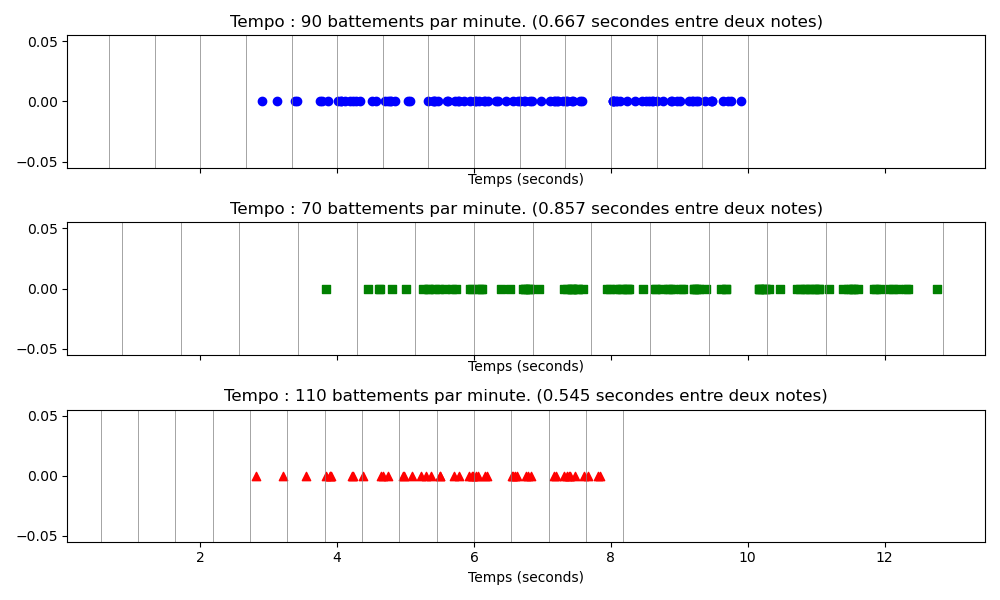 Tempo : 90 battements par minute. (0.667 secondes entre deux notes)
0.05
0.00
−0.05
Temps (seconds)
Tempo : 70 battements par minute. (0.857 secondes entre deux notes)
0.05
0.00
−0.05
Temps (seconds)
Tempo : 110 battements par minute. (0.545 secondes entre deux notes)
0.05
0.00
−0.05
2 4 6 8 10 12
Temps (seconds)